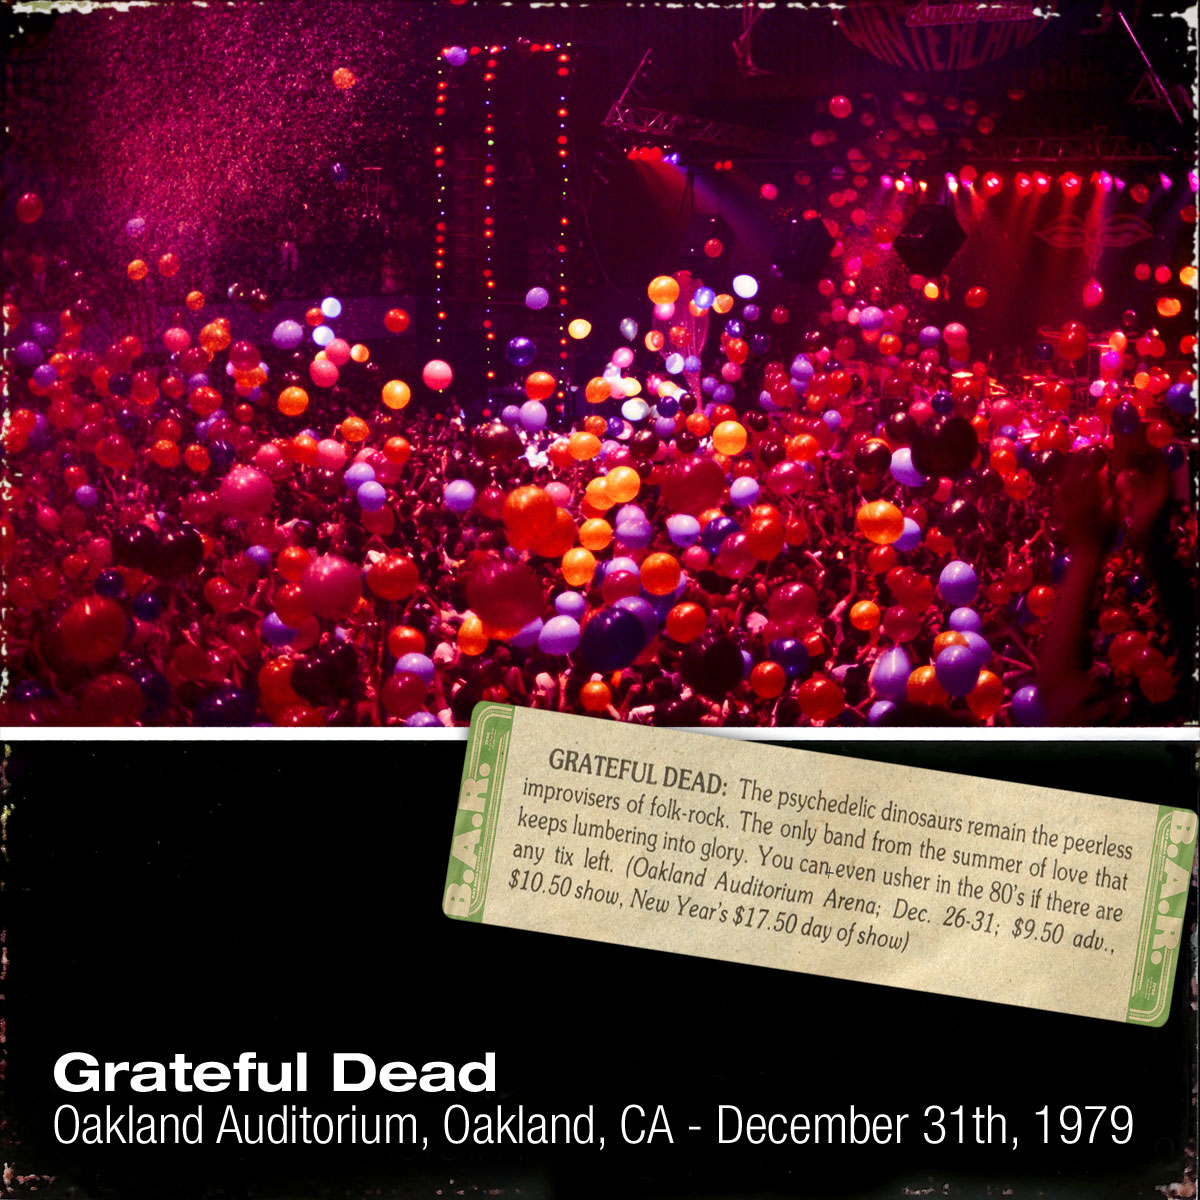 WINTERLAND
GRATEFUL DEAD: The psychedelic dinosaurs remain the peerless
improvisers of folk-rock. The only band from the summer of love that
keeps lumbering into glory. You can even usher in the 80's if there are
any tix left. (Oakland Auditorium Arena; Dec. 26-31; $9.50 adv.,
$10.50 show, New Year's $17.50 day of show)
B.A.R.
B.A.R.
Grateful Dead
Oakland Auditorium, Oakland, CA - December 31th, 1979